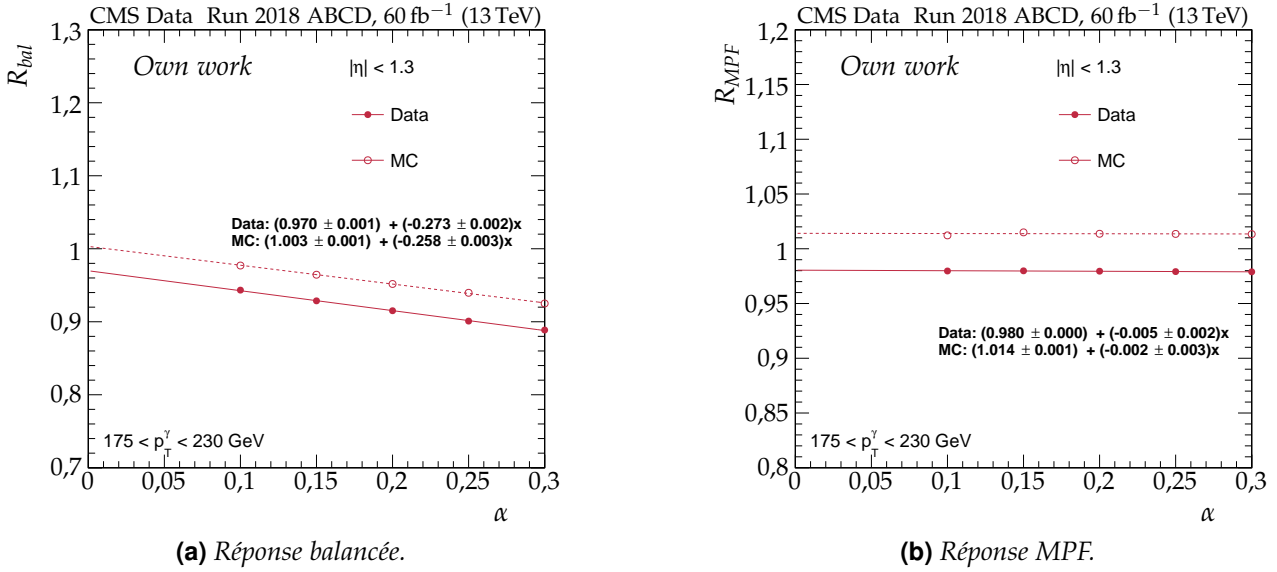 CMS Data Run 2018 ABCD, 60 fb⁻¹ (13 TeV)
R_bal
1,3
1,2
1,1
1
0,9
0,8
0,7
Own work
|η| < 1.3
Data
MC
Data: (0.970 ± 0.001) + (-0.273 ± 0.002)x
MC: (1.003 ± 0.001) + (-0.258 ± 0.003)x
175 < p_T^γ < 230 GeV
0 0,05 0,1 0,15 0,2 0,25 0,3
α
(a) Réponse balancée.
CMS Data Run 2018 ABCD, 60 fb⁻¹ (13 TeV)
R_MPF
1,2
1,15
1,1
1,05
1
0,95
0,9
0,85
0,8
Own work
|η| < 1.3
Data
MC
Data: (0.980 ± 0.000) + (-0.005 ± 0.002)x
MC: (1.014 ± 0.001) + (-0.002 ± 0.003)x
175 < p_T^γ < 230 GeV
0 0,05 0,1 0,15 0,2 0,25 0,3
α
(b) Réponse MPF.